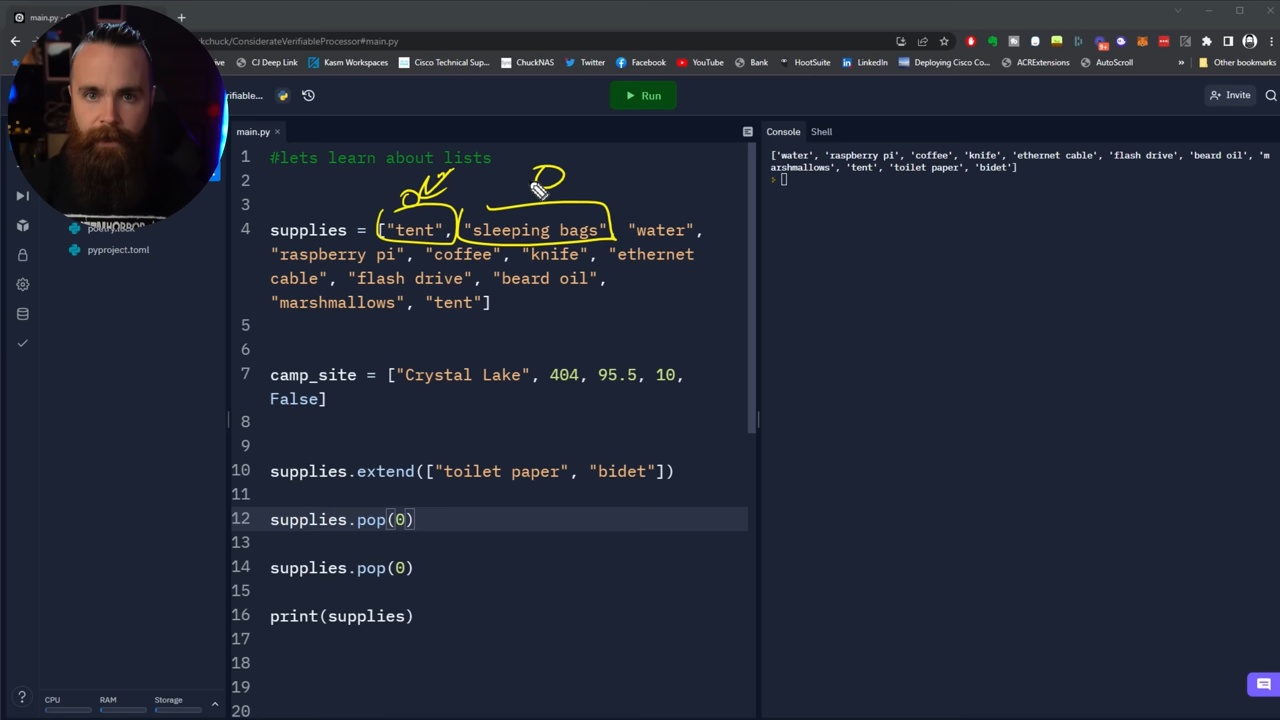 main.py
kchuck/ConsiderateVerifiableProcessor#main.py
CJ Deep Link
Kasm Workspaces
Cisco Technical Sup...
ChuckNAS
Twitter
Facebook
YouTube
Bank
HootSuite
LinkedIn
Deploying Cisco Co...
ACRExtensions
AutoScroll
»
Other bookmarks
ifiable...
Run
Invite
main.py ×
Console
Shell
1 #lets learn about lists
2
3
4 supplies = ["tent", "sleeping bags", "water",
"raspberry pi", "coffee", "knife", "ethernet
cable", "flash drive", "beard oil",
"marshmallows", "tent"]
5
6
7 camp_site = ["Crystal Lake", 404, 95.5, 10,
False]
8
9
10 supplies.extend(["toilet paper", "bidet"])
11
12 supplies.pop(0)
13
14 supplies.pop(0)
15
16 print(supplies)
17
18
19
20
['water', 'raspberry pi', 'coffee', 'knife', 'ethernet cable', 'flash drive', 'beard oil', 'm
arshmallows', 'tent', 'toilet paper', 'bidet']
>
pyproject.toml
CPU
RAM
Storage